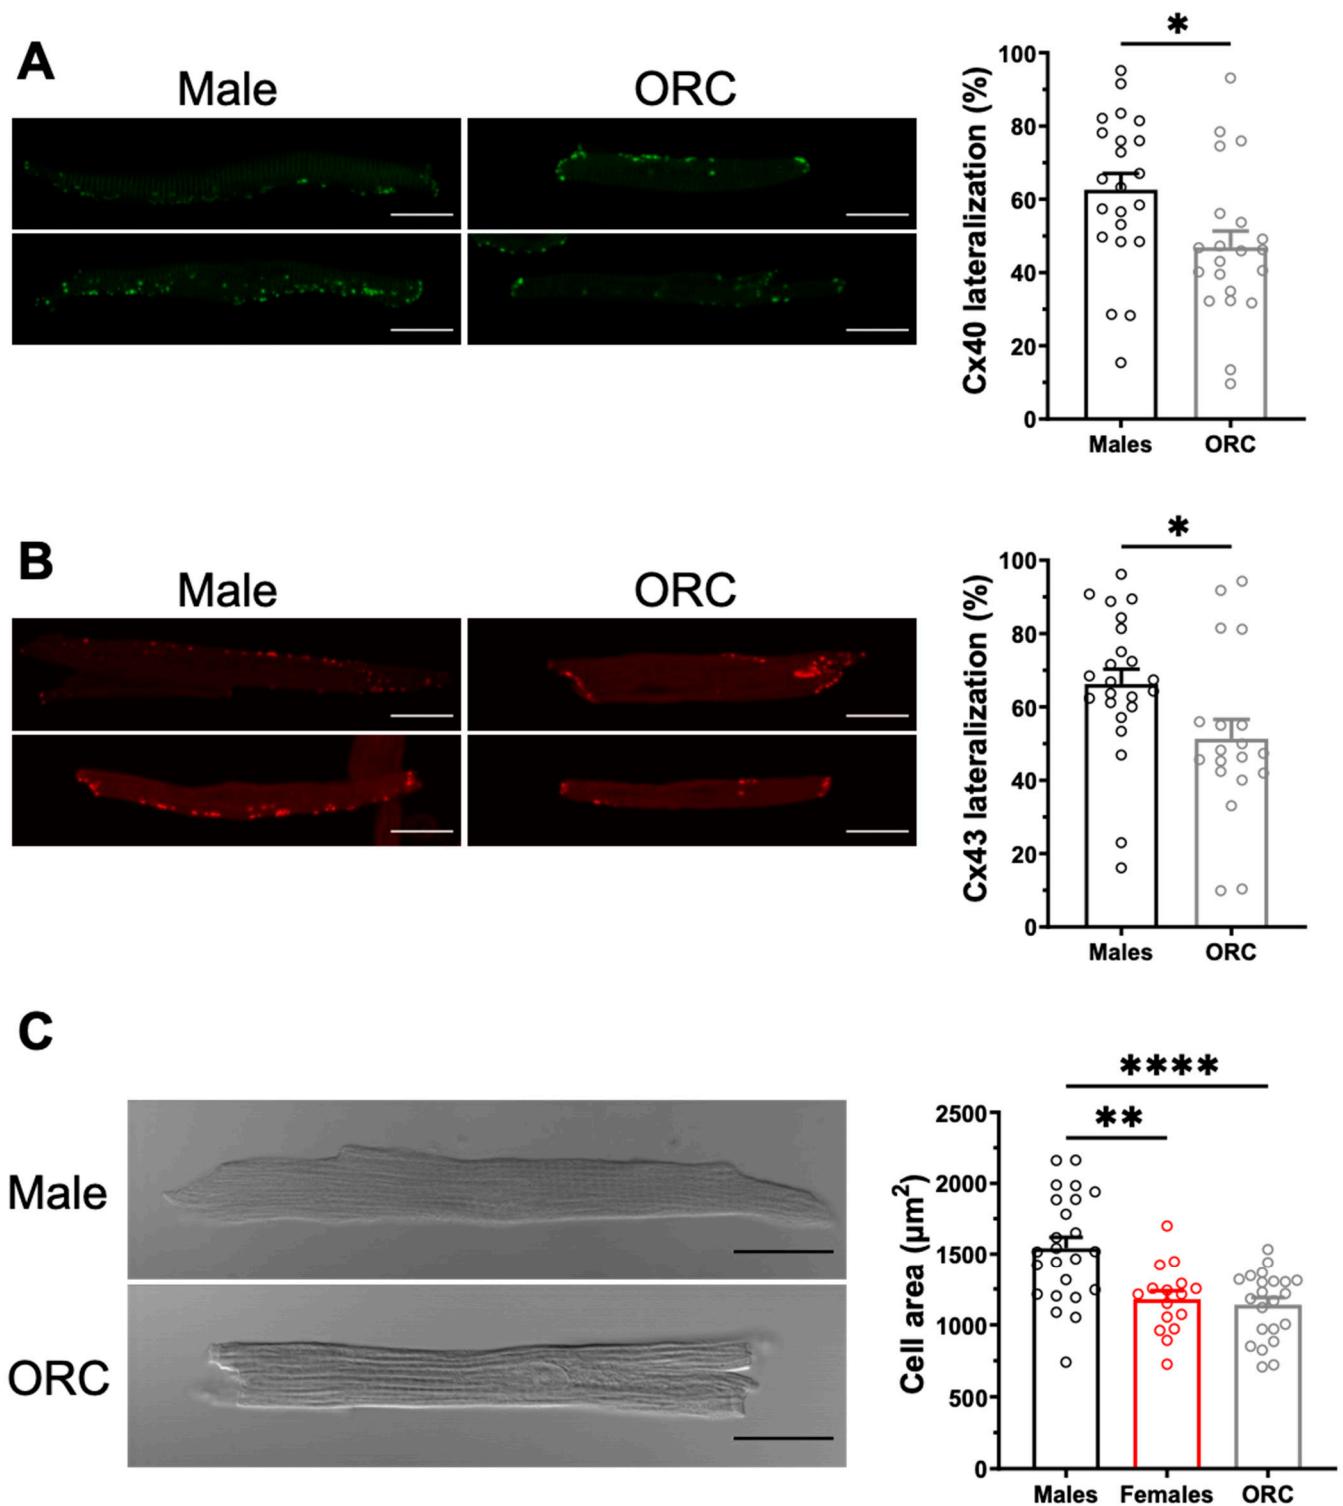 A
Male
ORC
*
Cx40 lateralization (%)
100
80
60
40
20
0
Males
ORC
B
Male
ORC
*
Cx43 lateralization (%)
100
80
60
40
20
0
Males
ORC
C
Male
ORC
****
**
Cell area (µm²)
2500
2000
1500
1000
500
0
Males
Females
ORC